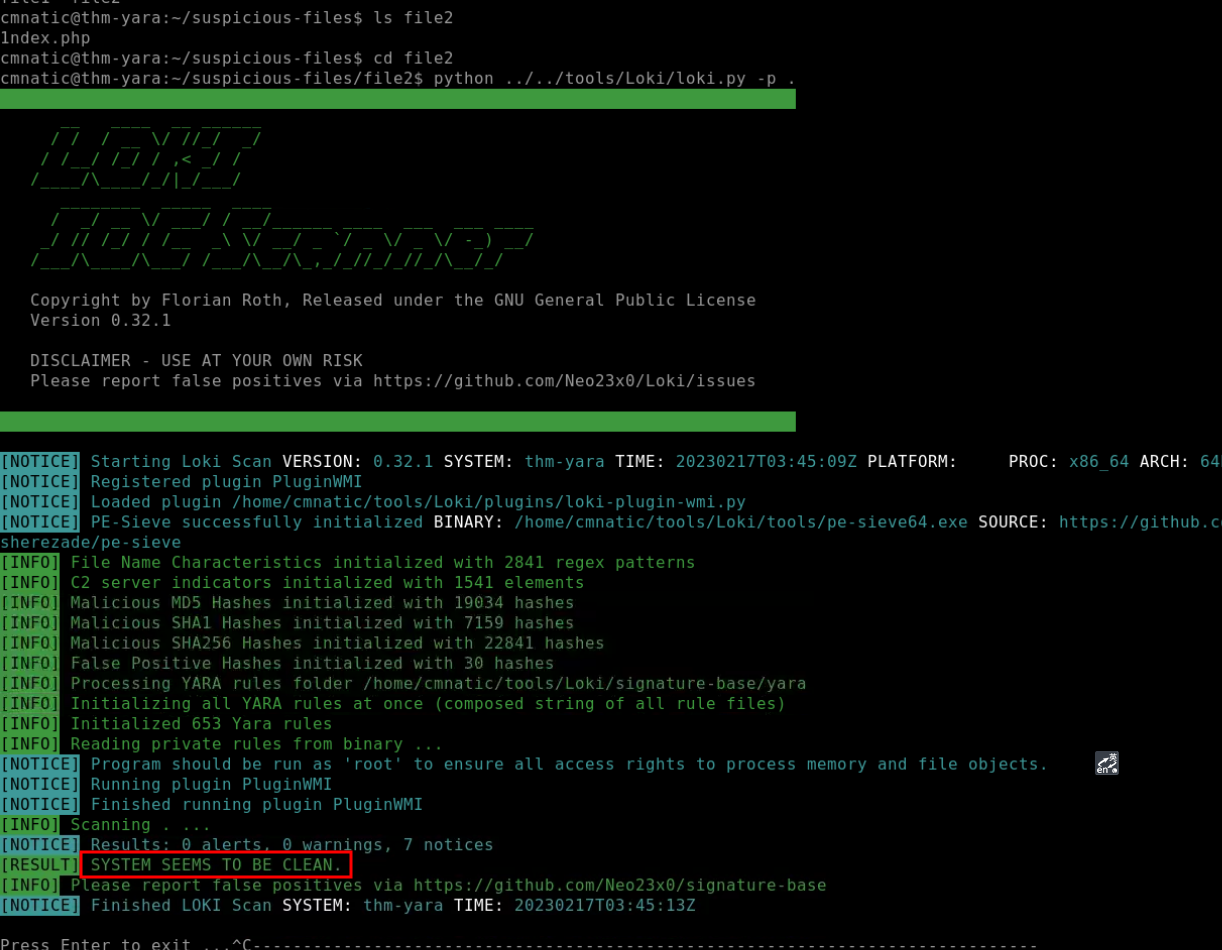 cmnatic@thm-yara:~/suspicious-files$ ls file2
1ndex.php
cmnatic@thm-yara:~/suspicious-files$ cd file2
cmnatic@thm-yara:~/suspicious-files/file2$ python ../../tools/Loki/loki.py -p .
LOKI
IOC Scanner
Copyright by Florian Roth, Released under the GNU General Public License
Version 0.32.1
DISCLAIMER - USE AT YOUR OWN RISK
Please report false positives via https://github.com/Neo23x0/Loki/issues
[NOTICE] Starting Loki Scan VERSION: 0.32.1 SYSTEM: thm-yara TIME: 20230217T03:45:09Z PLATFORM:     PROC: x86_64 ARCH: 64
[NOTICE] Registered plugin PluginWMI
[NOTICE] Loaded plugin /home/cmnatic/tools/Loki/plugins/loki-plugin-wmi.py
[NOTICE] PE-Sieve successfully initialized BINARY: /home/cmnatic/tools/Loki/tools/pe-sieve64.exe SOURCE: https://github.c
sherezade/pe-sieve
[INFO] File Name Characteristics initialized with 2841 regex patterns
[INFO] C2 server indicators initialized with 1541 elements
[INFO] Malicious MD5 Hashes initialized with 19034 hashes
[INFO] Malicious SHA1 Hashes initialized with 7159 hashes
[INFO] Malicious SHA256 Hashes initialized with 22841 hashes
[INFO] False Positive Hashes initialized with 30 hashes
[INFO] Processing YARA rules folder /home/cmnatic/tools/Loki/signature-base/yara
[INFO] Initializing all YARA rules at once (composed string of all rule files)
[INFO] Initialized 653 Yara rules
[INFO] Reading private rules from binary ...
[NOTICE] Program should be run as 'root' to ensure all access rights to process memory and file objects.
[NOTICE] Running plugin PluginWMI
[NOTICE] Finished running plugin PluginWMI
[INFO] Scanning . ...
[NOTICE] Results: 0 alerts, 0 warnings, 7 notices
[RESULT] SYSTEM SEEMS TO BE CLEAN.
[INFO] Please report false positives via https://github.com/Neo23x0/signature-base
[NOTICE] Finished LOKI Scan SYSTEM: thm-yara TIME: 20230217T03:45:13Z
Press Enter to exit ...^C------------------------------------------------------------------------------